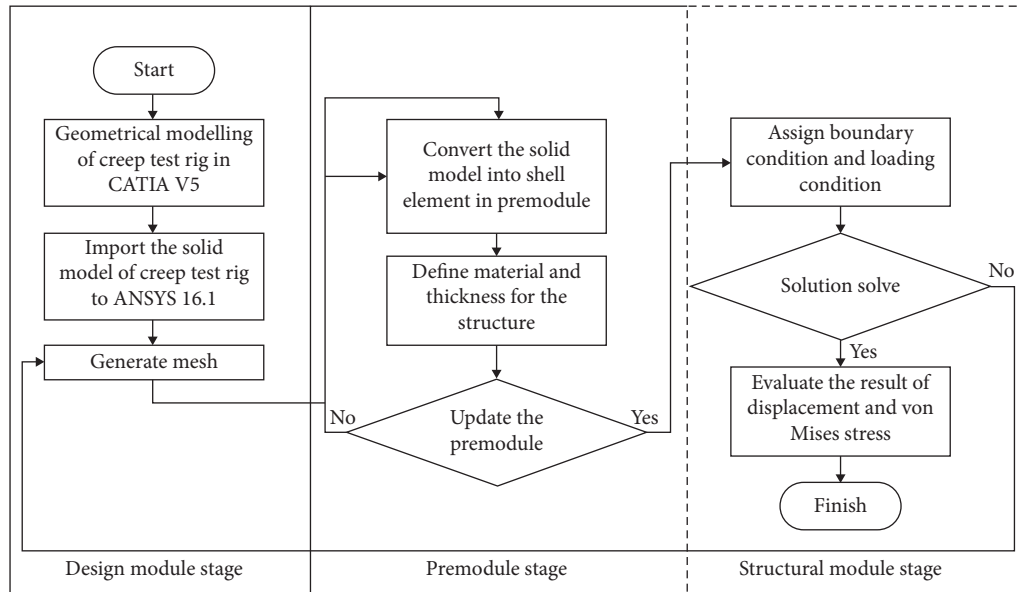 Start
Geometrical modelling
of creep test rig in
CATIA V5
Import the solid
model of creep test rig
to ANSYS 16.1
Generate mesh
Design module stage
Convert the solid
model into shell
element in premodule
Define material and
thickness for the
structure
No
Update the
premodule
Yes
Premodule stage
Assign boundary
condition and loading
condition
Solution solve
No
Yes
Evaluate the result of
displacement and von
Mises stress
Finish
Structural module stage